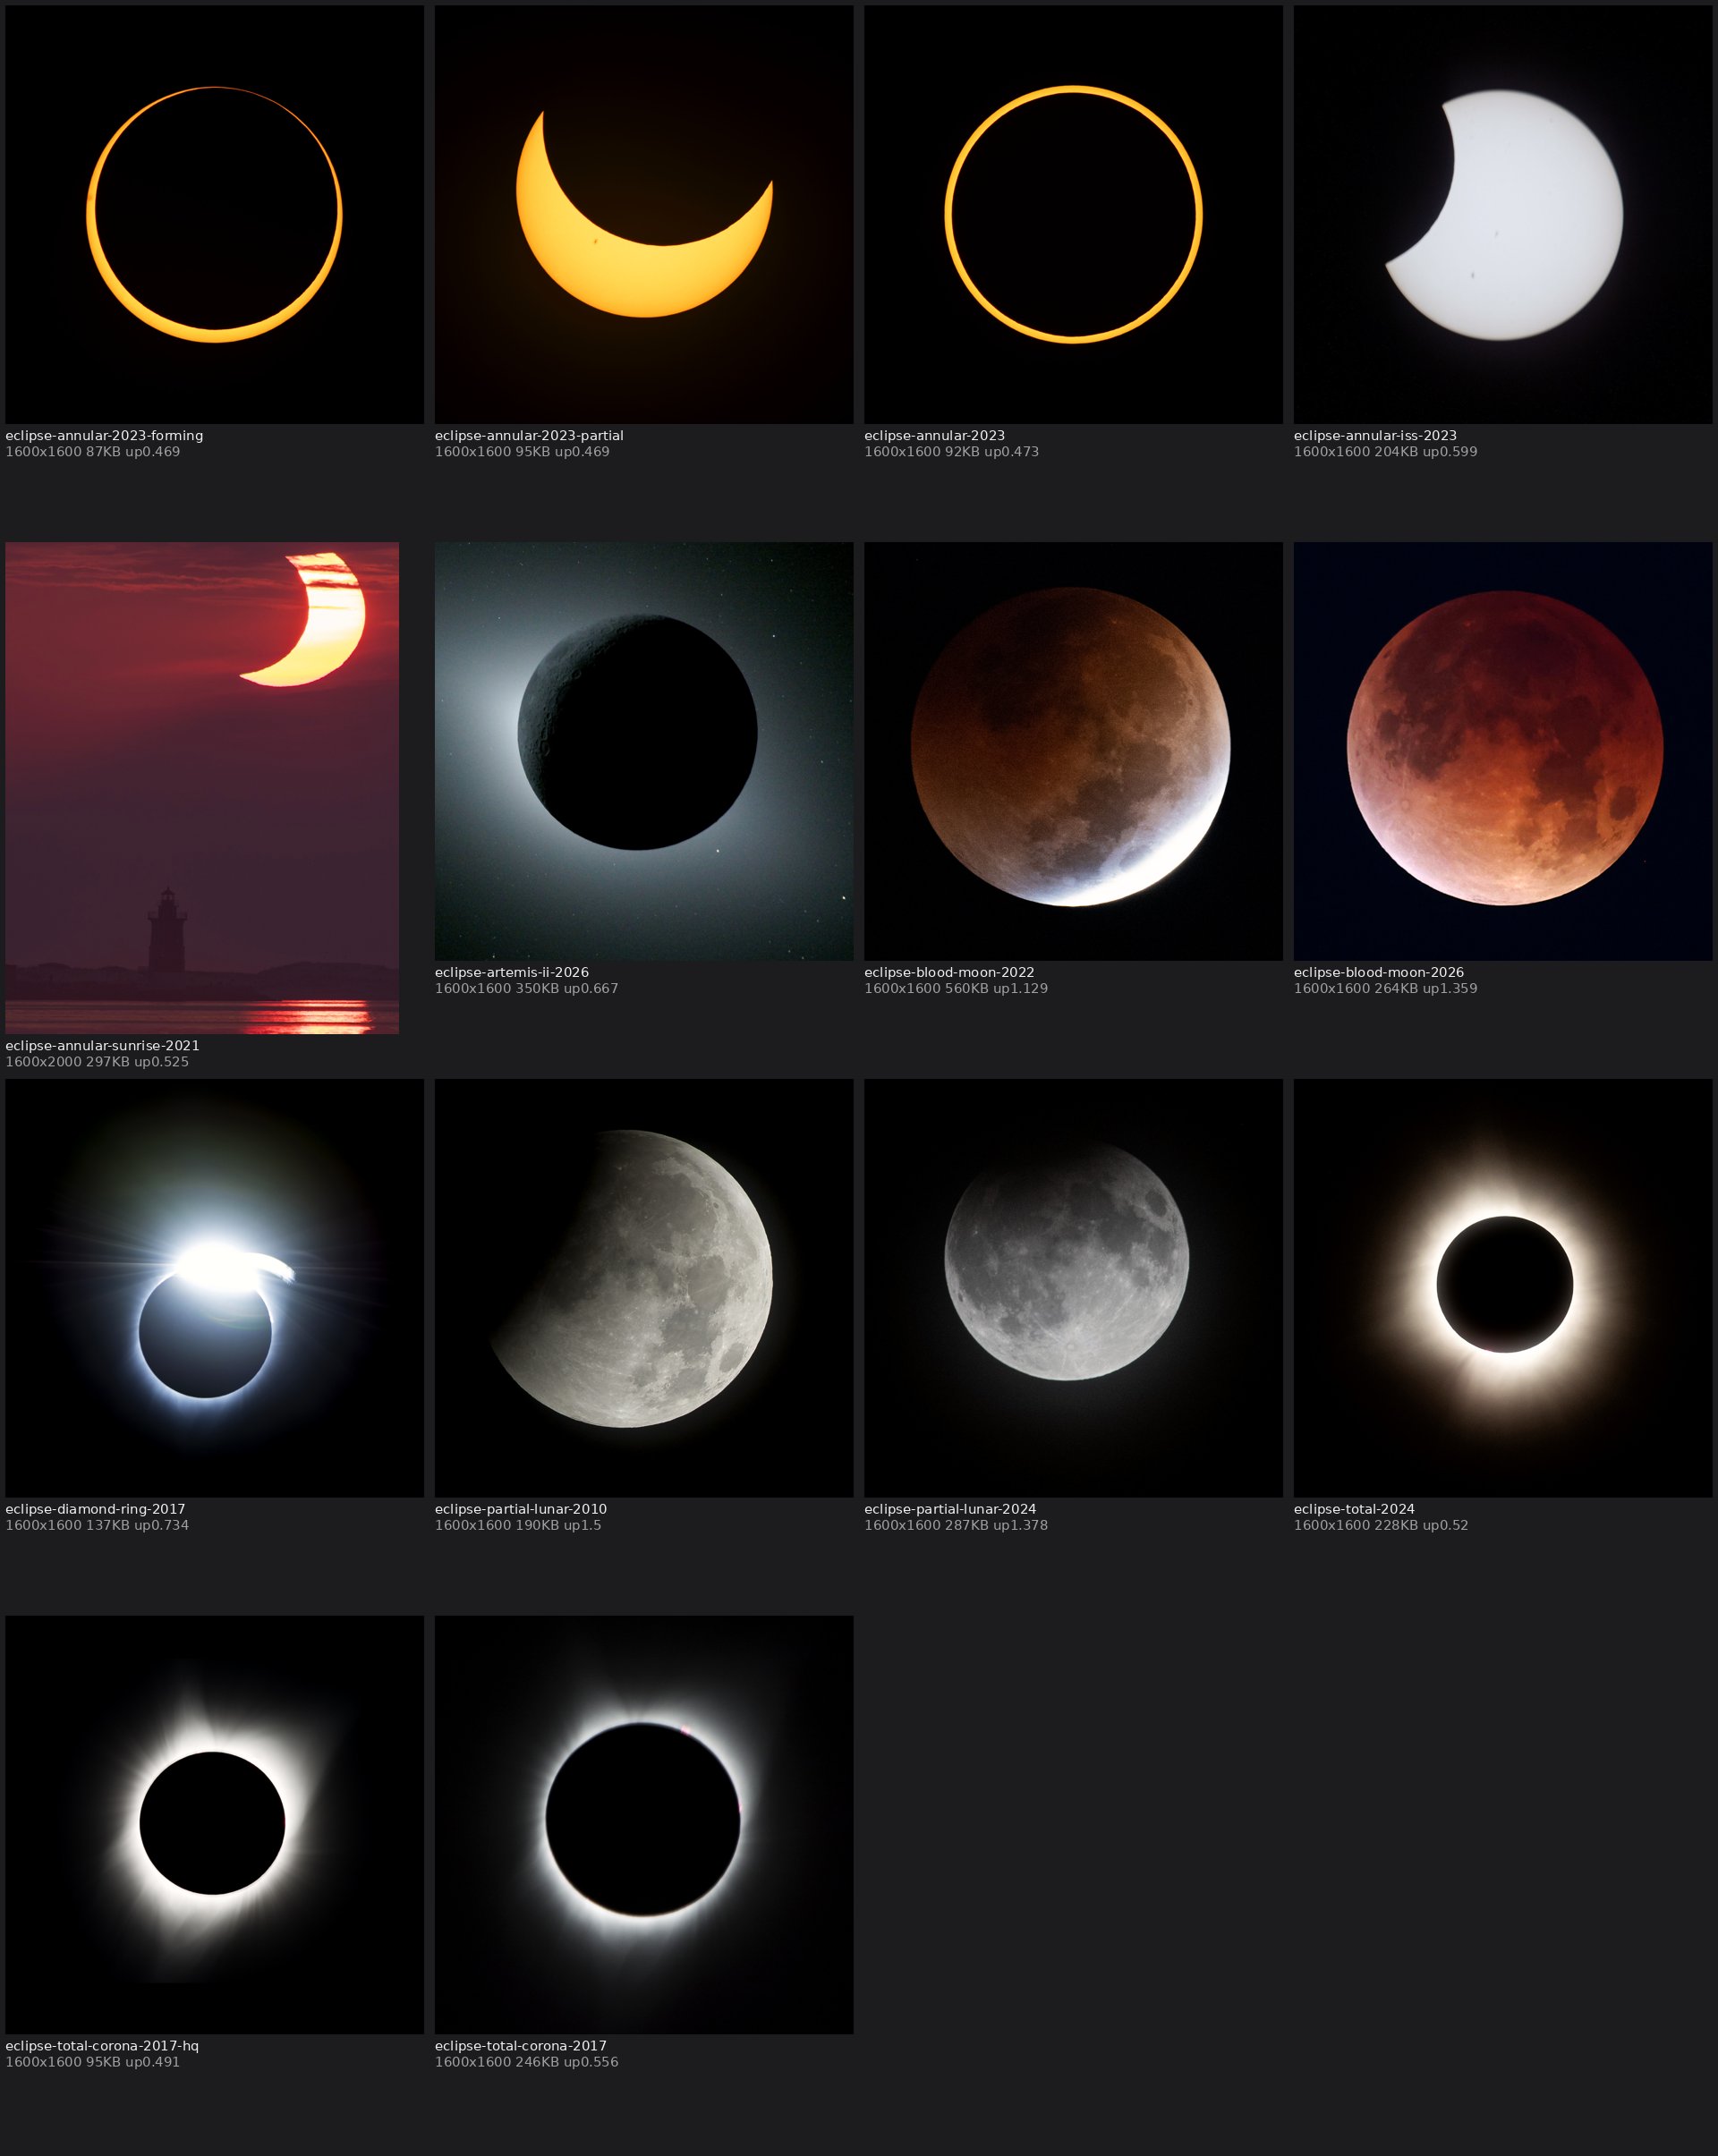 eclipse-annular-2023-forming
1600x1600 87KB up0.469
eclipse-annular-2023-partial
1600x1600 95KB up0.469
eclipse-annular-2023
1600x1600 92KB up0.473
eclipse-annular-iss-2023
1600x1600 204KB up0.599
eclipse-annular-sunrise-2021
1600x2000 297KB up0.525
eclipse-artemis-ii-2026
1600x1600 350KB up0.667
eclipse-blood-moon-2022
1600x1600 560KB up1.129
eclipse-blood-moon-2026
1600x1600 264KB up1.359
eclipse-diamond-ring-2017
1600x1600 137KB up0.734
eclipse-partial-lunar-2010
1600x1600 190KB up1.5
eclipse-partial-lunar-2024
1600x1600 287KB up1.378
eclipse-total-2024
1600x1600 228KB up0.52
eclipse-total-corona-2017-hq
1600x1600 95KB up0.491
eclipse-total-corona-2017
1600x1600 246KB up0.556